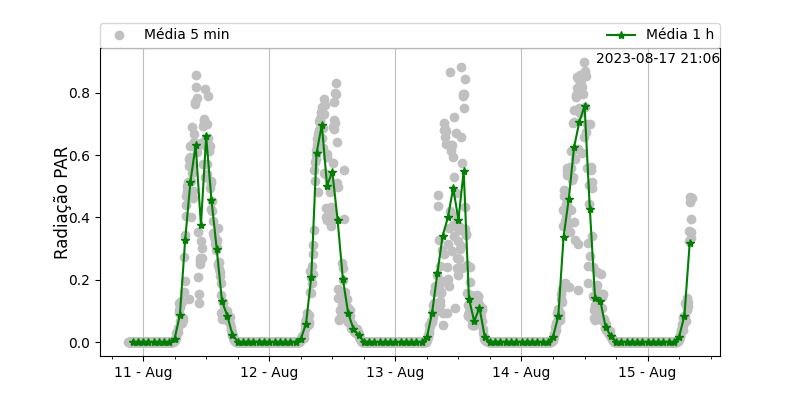 Média 5 min
Média 1 h
2023-08-17 21:06
Radiação PAR
0.8
0.6
0.4
0.2
0.0
11 - Aug
12 - Aug
13 - Aug
14 - Aug
15 - Aug